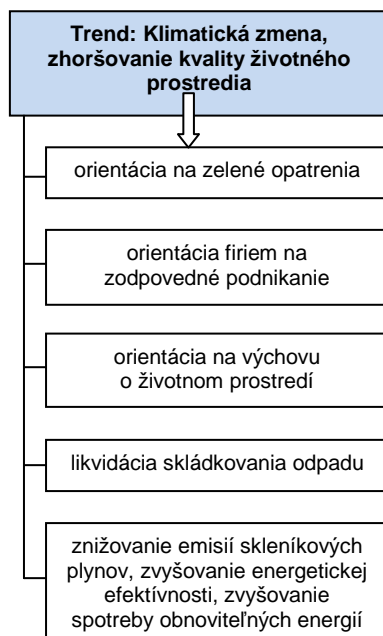 Trend: Klimatická zmena,
zhoršovanie kvality životného
prostredia
orientácia na zelené opatrenia
orientácia firiem na
zodpovedné podnikanie
orientácia na výchovu
o životnom prostredí
likvidácia skládkovania odpadu
znižovanie emisií skleníkových
plynov, zvyšovanie energetickej
efektívnosti, zvyšovanie
spotreby obnoviteľných energií